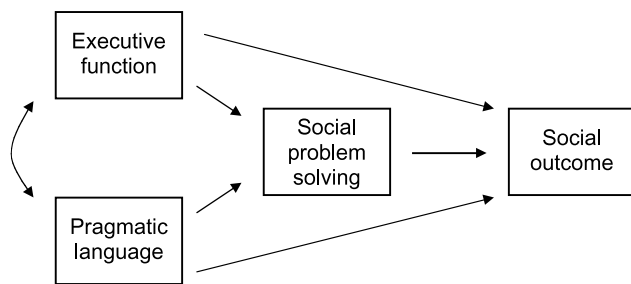 Executive
function
Social
problem
solving
Social
outcome
Pragmatic
language